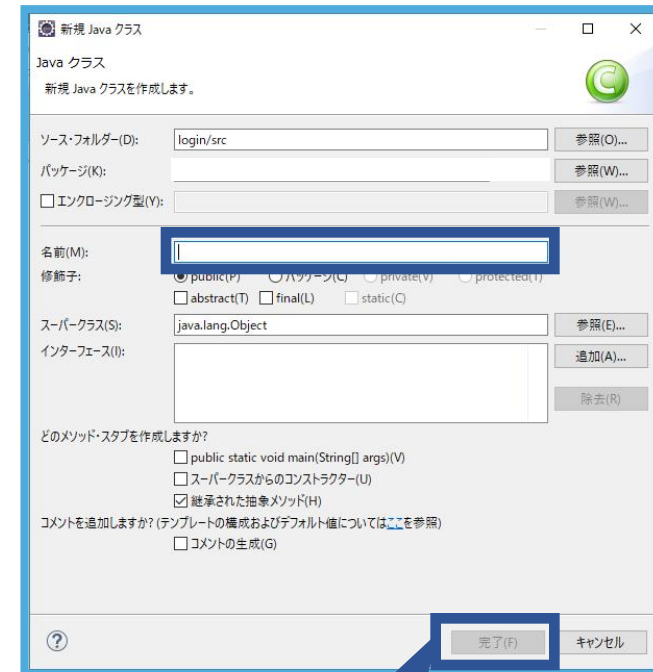 新規 Java クラス
Java クラス
新規 Java クラスを作成します。
C
ソース・フォルダー(D): login/src 参照(O)...
パッケージ(K): 参照(W)...
エンクロージング型(Y): 参照(W)...
名前(M):
修飾子: public(P) パッケージ(C) private(V) protected(T)
abstract(T) final(L) static(C)
スーパークラス(S): java.lang.Object 参照(E)...
インターフェース(I): 追加(A)...
除去(R)
どのメソッド・スタブを作成しますか?
public static void main(String[] args)(V)
スーパークラスからのコンストラクター(U)
継承された抽象メソッド(H)
コメントを追加しますか? (テンプレートの構成およびデフォルト値についてはここを参照)
コメントの生成(G)
? 完了(F) キャンセル